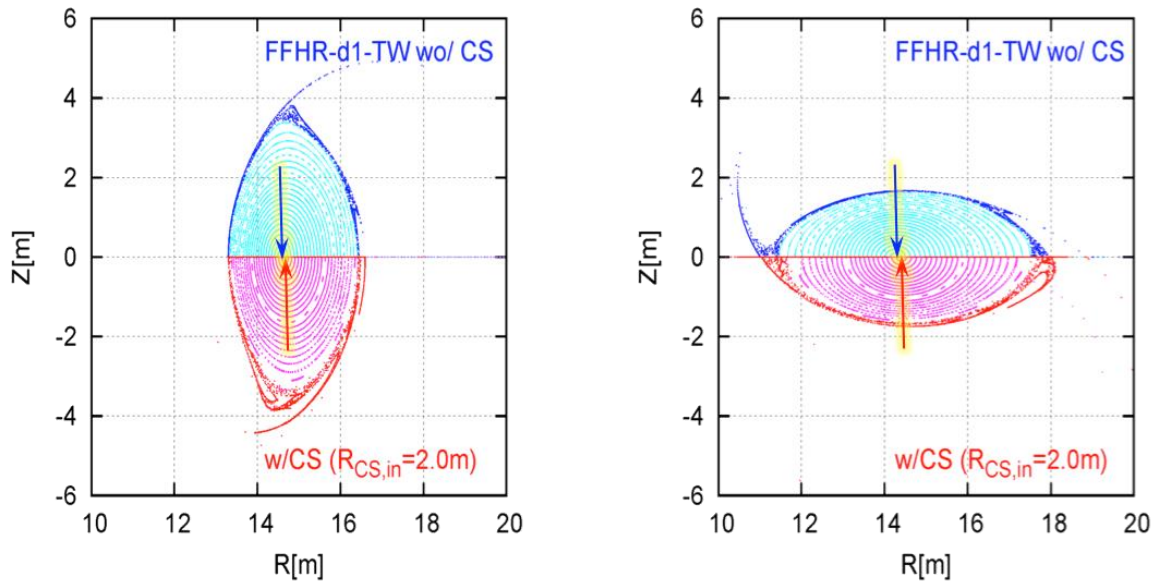 FFHR-d1-TW wo/ CS
6
4
2
0
-2
-4
-6
Z[m]
w/CS (R_CS,in=2.0m)
10 12 14 16 18 20
R[m]
FFHR-d1-TW wo/ CS
6
4
2
0
-2
-4
-6
Z[m]
w/CS (R_CS,in=2.0m)
10 12 14 16 18 20
R[m]